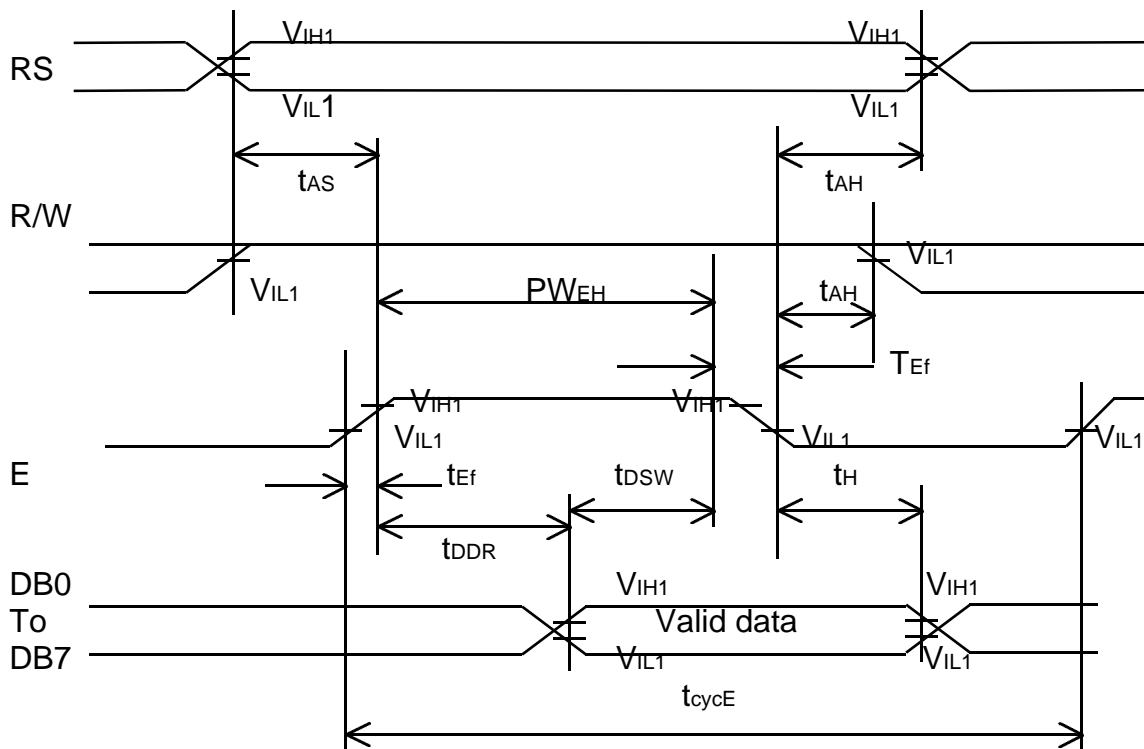 VIH1 VIH1
RS
VIL1 VIL1
tAS tAH
R/W
VIL1
VIL1
PWEH
tAH
TEf
VIH1 VIH1
VIL1 VIL1 VIL1
E
tEf tDSW tH
tDDR
DB0
VIH1 VIH1
To
Valid data
DB7
VIL1 VIL1
tcycE